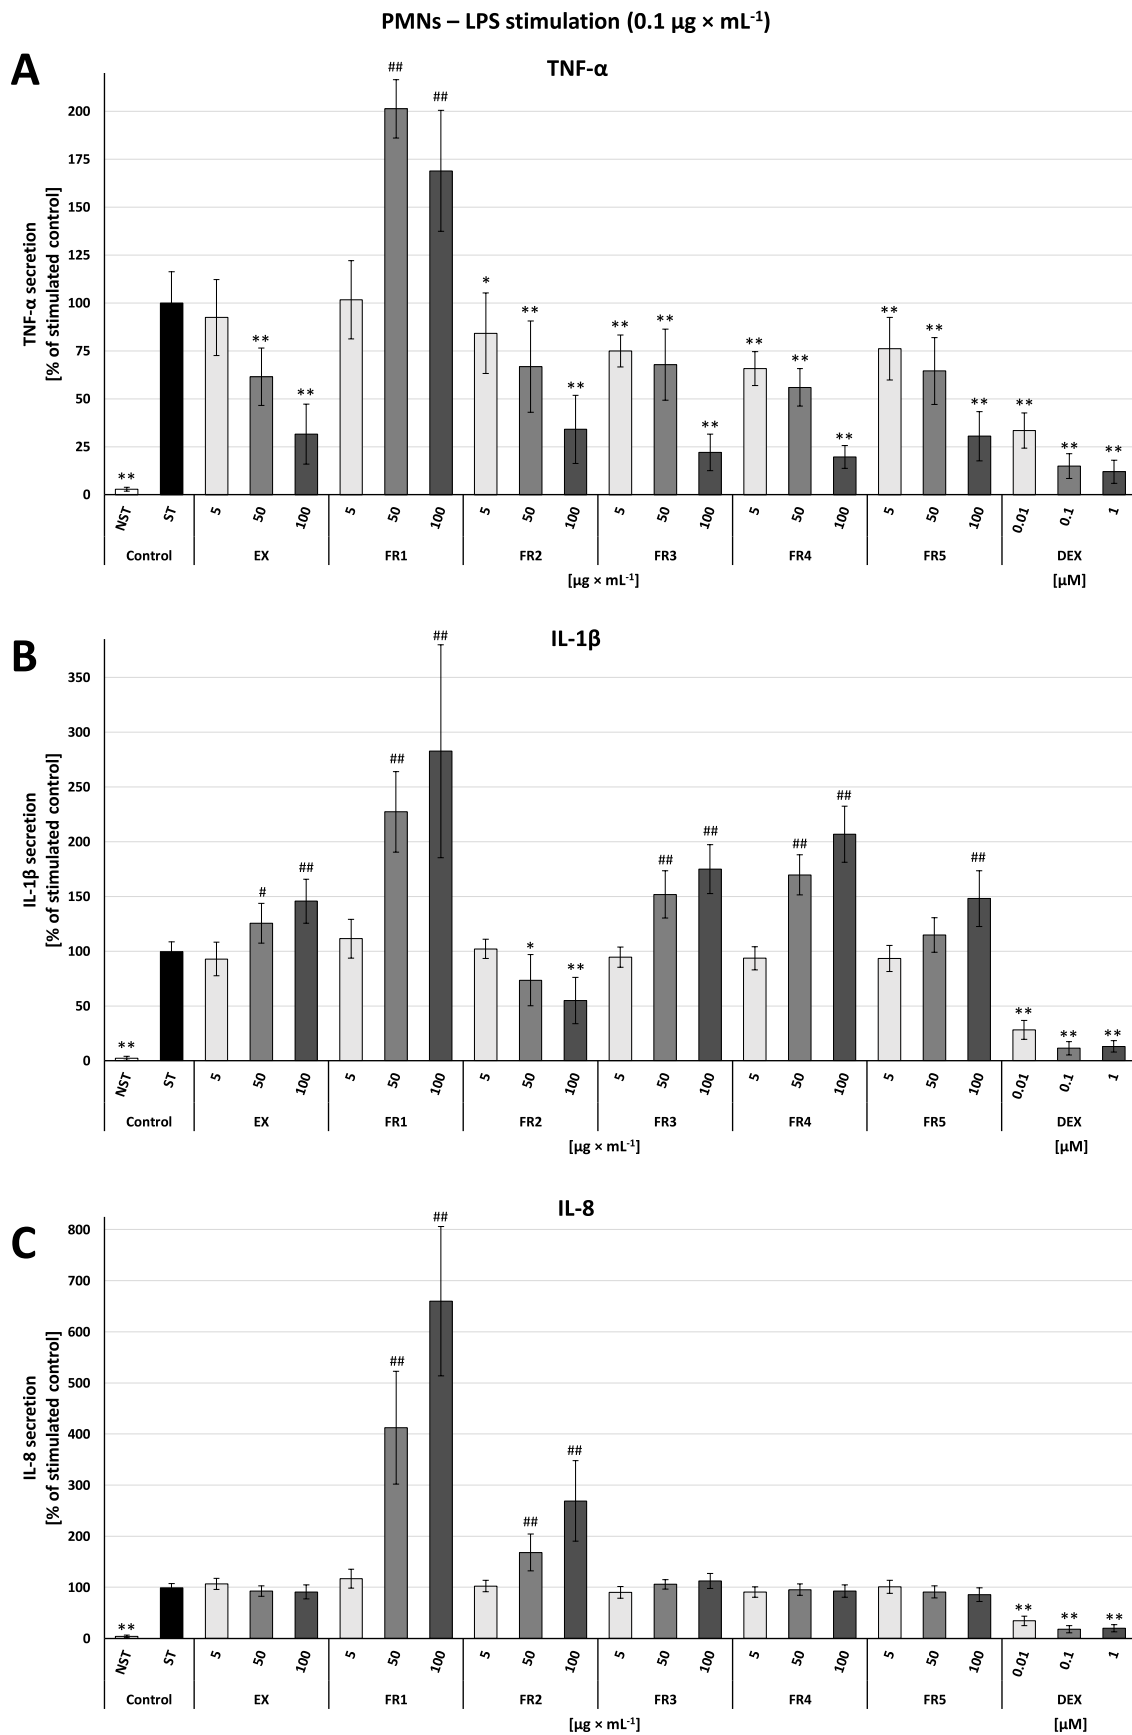 PMNs – LPS stimulation (0.1 µg × mL-1)
A
TNF-α
TNF-α secretion
[% of stimulated control]
200
175
150
125
100
75
50
25
0
## ## ** ** ** * ** ** ** ** ** ** ** ** ** ** ** ** ** **
NST ST 5 50 100 5 50 100 5 50 100 5 50 100 5 50 100 5 50 100 0.01 0.1 1
Control EX FR1 FR2 FR3 FR4 FR5 DEX
[µg × mL-1] [µM]
B
IL-1β
IL-1β secretion
[% of stimulated control]
350
300
250
200
150
100
50
0
** # ## ## ## * ** ## ## ## ## ## ** ** **
NST ST 5 50 100 5 50 100 5 50 100 5 50 100 5 50 100 5 50 100 0.01 0.1 1
Control EX FR1 FR2 FR3 FR4 FR5 DEX
[µg × mL-1] [µM]
C
IL-8
IL-8 secretion
[% of stimulated control]
800
700
600
500
400
300
200
100
0
** ## ## ## ## ** ** **
NST ST 5 50 100 5 50 100 5 50 100 5 50 100 5 50 100 5 50 100 0.01 0.1 1
Control EX FR1 FR2 FR3 FR4 FR5 DEX
[µg × mL-1] [µM]